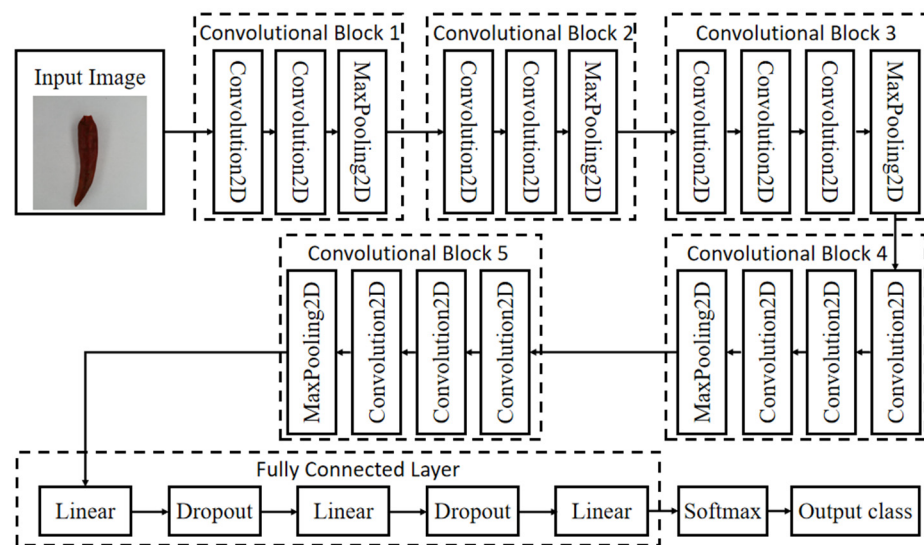 Input Image
Convolutional Block 1
Convolution2D
Convolution2D
MaxPooling2D
Convolutional Block 2
Convolution2D
Convolution2D
MaxPooling2D
Convolutional Block 3
Convolution2D
Convolution2D
Convolution2D
MaxPooling2D
Convolutional Block 4
Convolution2D
Convolution2D
Convolution2D
MaxPooling2D
Convolutional Block 5
Convolution2D
Convolution2D
Convolution2D
MaxPooling2D
Fully Connected Layer
Linear
Dropout
Linear
Dropout
Linear
Softmax
Output class